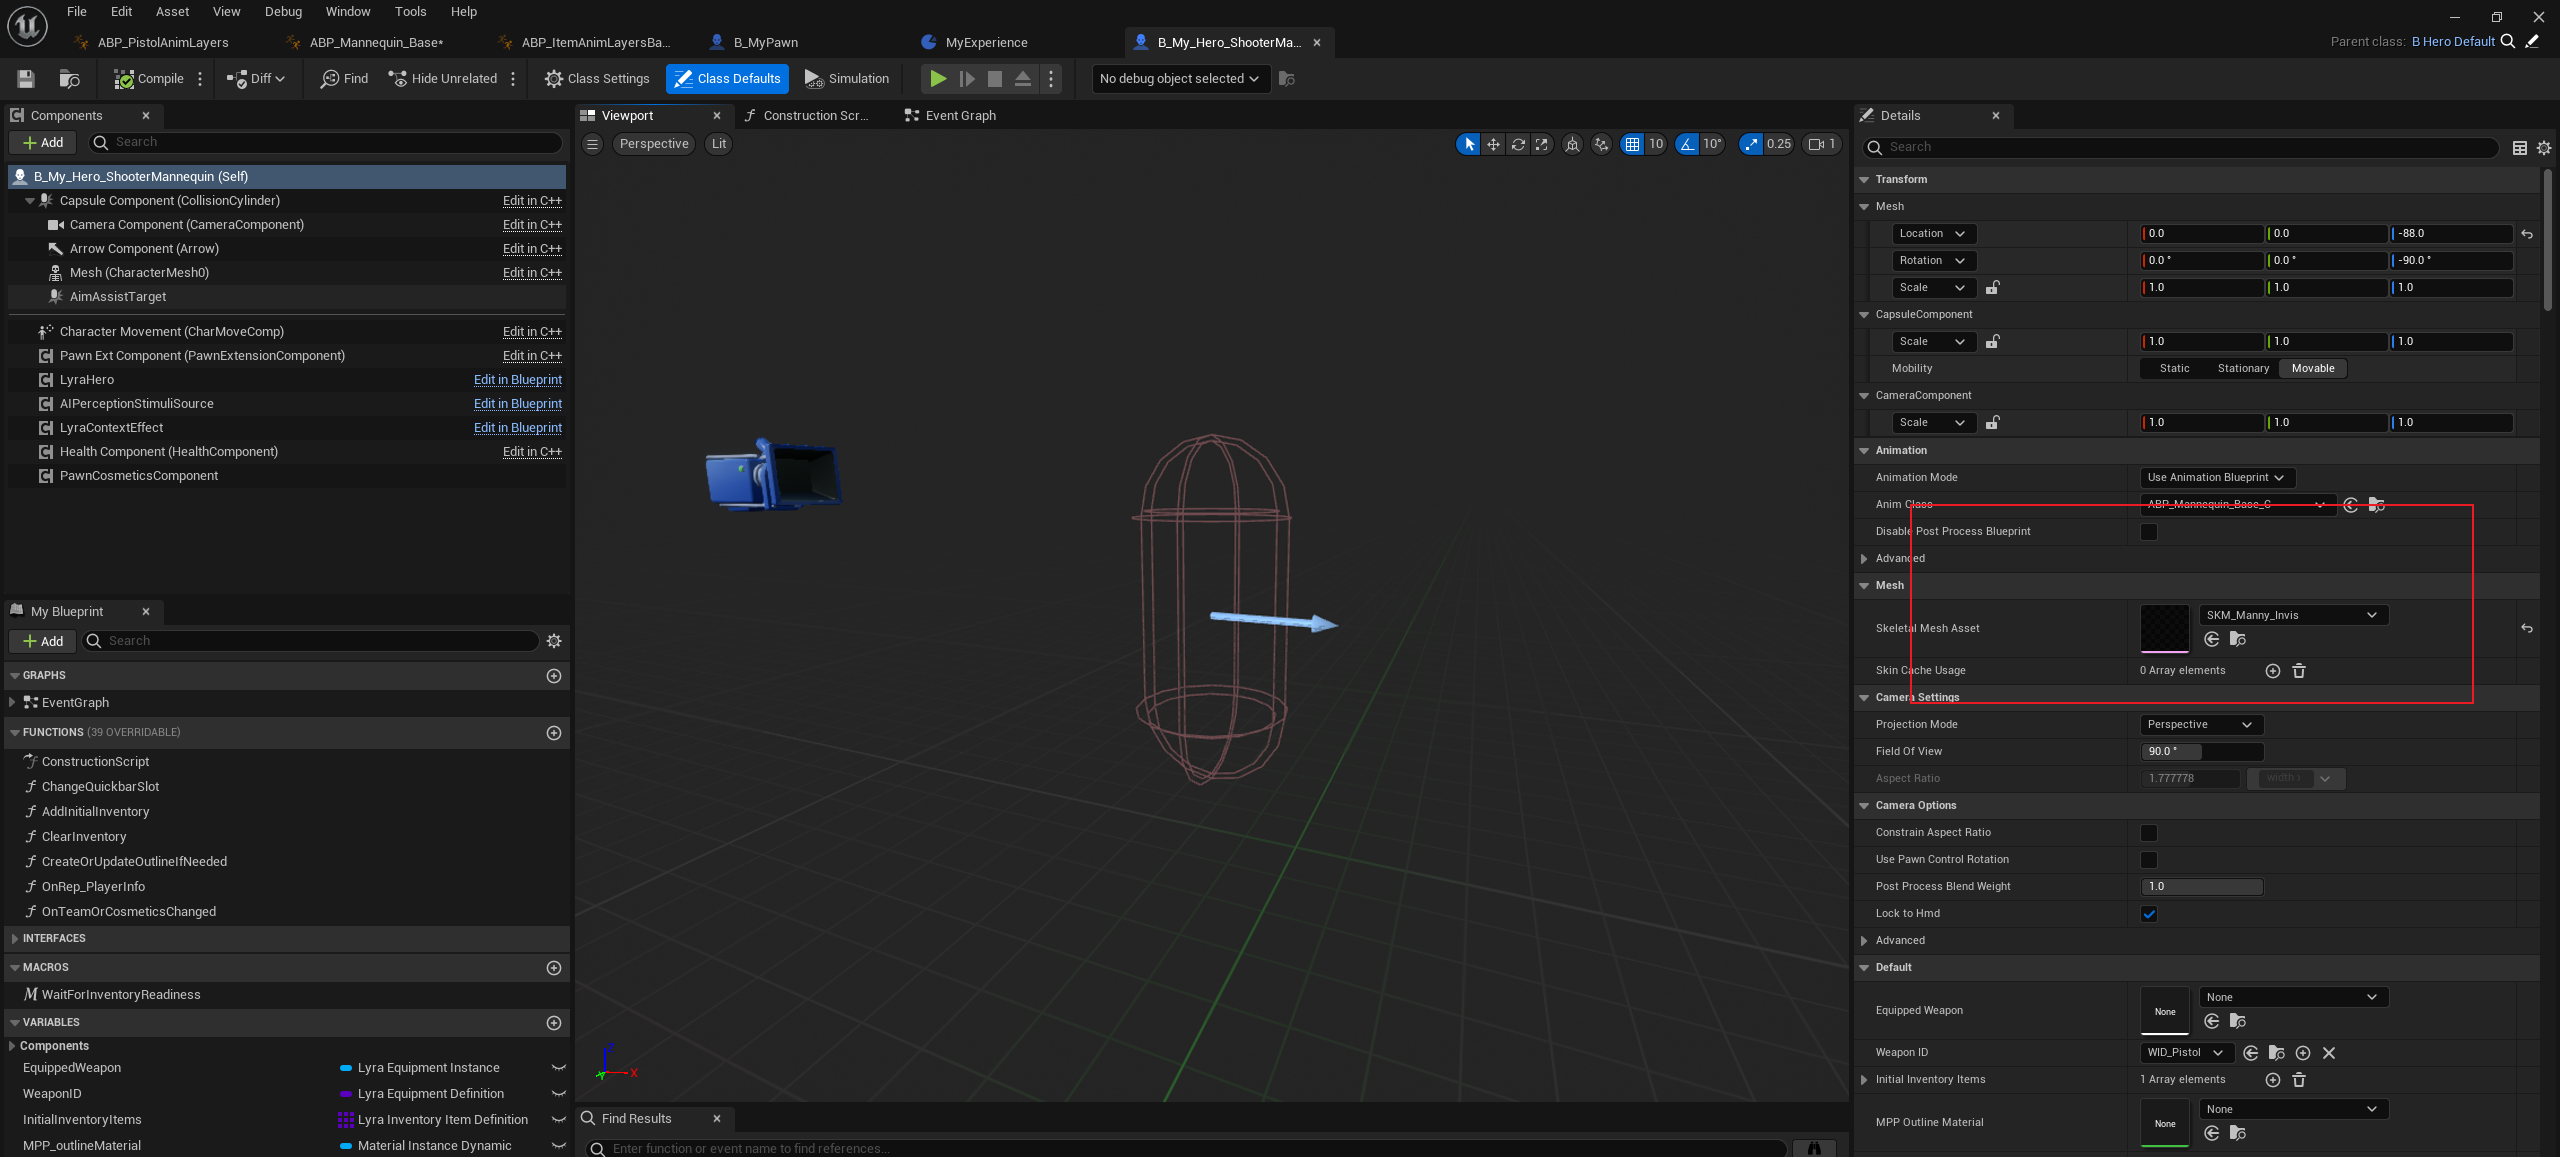 File Edit Asset View Debug Window Tools Help
ABP_PistolAnimLayers ABP_Mannequin_Base* ABP_ItemAnimLayersBa... B_MyPawn MyExperience B_My_Hero_ShooterMa...
Parent class: B Hero Default
Compile Diff Find Hide Unrelated Class Settings Class Defaults Simulation No debug object selected
Components
Add Search
B_My_Hero_ShooterMannequin (Self)
Capsule Component (CollisionCylinder) Edit in C++
Camera Component (CameraComponent) Edit in C++
Arrow Component (Arrow) Edit in C++
Mesh (CharacterMesh0) Edit in C++
AimAssistTarget
Character Movement (CharMoveComp) Edit in C++
Pawn Ext Component (PawnExtensionComponent) Edit in C++
LyraHero Edit in Blueprint
AIPerceptionStimuliSource Edit in Blueprint
LyraContextEffect Edit in Blueprint
Health Component (HealthComponent) Edit in C++
PawnCosmeticsComponent
My Blueprint
Add Search
GRAPHS
EventGraph
FUNCTIONS (39 OVERRIDABLE)
ConstructionScript
ChangeQuickbarSlot
AddInitialInventory
ClearInventory
CreateOrUpdateOutlineIfNeeded
OnRep_PlayerInfo
OnTeamOrCosmeticsChanged
INTERFACES
MACROS
WaitForInventoryReadiness
VARIABLES
Components
EquippedWeapon Lyra Equipment Instance
WeaponID Lyra Equipment Definition
InitialInventoryItems Lyra Inventory Item Definition
MPP_outlineMaterial Material Instance Dynamic
Viewport Construction Scr... Event Graph
Perspective Lit 10 10° 0.25 1
Z
X
Y
Find Results
Enter function or event name to find references...
Details
Search
Transform
Mesh
Location 0.0 0.0 -88.0
Rotation 0.0 ° 0.0 ° -90.0 °
Scale 1.0 1.0 1.0
CapsuleComponent
Scale 1.0 1.0 1.0
Mobility Static Stationary Movable
CameraComponent
Scale 1.0 1.0 1.0
Animation
Animation Mode Use Animation Blueprint
Anim Class ABP_Mannequin_Base_C
Disable Post Process Blueprint
Advanced
Mesh
Skeletal Mesh Asset SKM_Manny_Invis
Skin Cache Usage 0 Array elements
Camera Settings
Projection Mode Perspective
Field Of View 90.0 °
Aspect Ratio 1.777778
Camera Options
Constrain Aspect Ratio
Use Pawn Control Rotation
Post Process Blend Weight 1.0
Lock to Hmd
Advanced
Default
Equipped Weapon None None
Weapon ID WID_Pistol
Initial Inventory Items 1 Array elements
MPP Outline Material None None